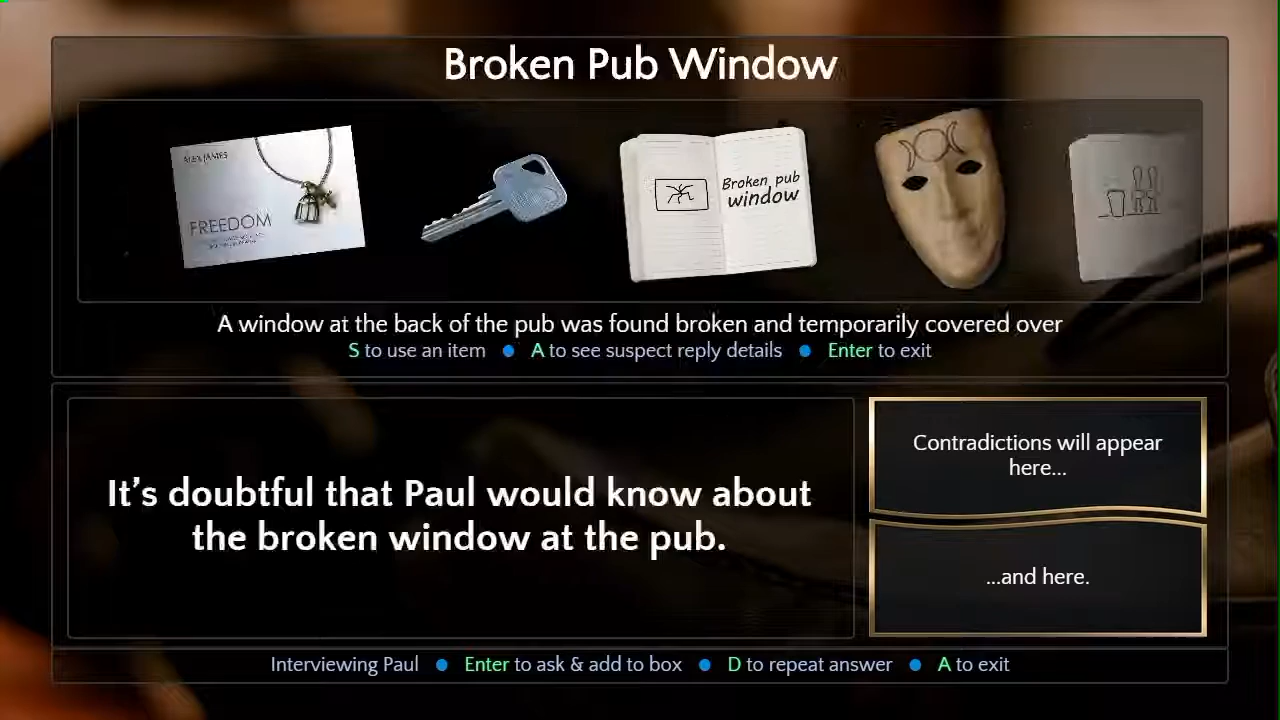 Broken Pub Window
ALEX JAMES
FREEDOM
Broken pub
window
A window at the back of the pub was found broken and temporarily covered over
S to use an item A to see suspect reply details Enter to exit
It's doubtful that Paul would know about
the broken window at the pub.
Contradictions will appear
here...
...and here.
Interviewing Paul Enter to ask & add to box D to repeat answer A to exit